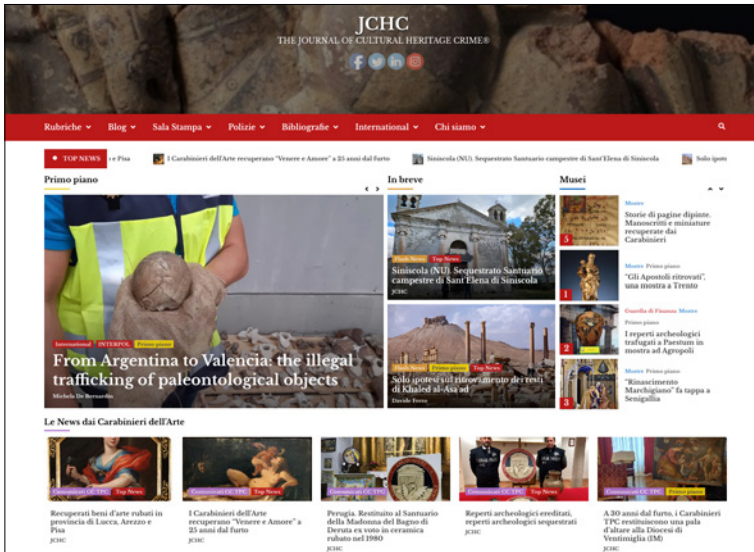 JCHC
THE JOURNAL OF CULTURAL HERITAGE CRIME®
Rubriche
Blog
Sala Stampa
Polizie
Bibliografie
International
Chi siamo
TOP NEWS
o e Pisa
I Carabinieri dell'Arte recuperano "Venere e Amore" a 25 anni dal furto
Siniscola (NU). Sequestrato Santuario campestre di Sant'Elena di Siniscola
Solo ipote
Primo piano
International
INTERPOL
Primo piano
From Argentina to Valencia: the illegal
trafficking of paleontological objects
Michela De Bernardin
In breve
Flash News
Top News
Siniscola (NU). Sequestrato Santuario
campestre di Sant'Elena di Siniscola
JCHC
Flash News
Primo piano
Top News
Solo ipotesi sul ritrovamento dei resti
di Khaled al-Asaad
Davide Ferro
Musei
5
Mostre
Storie di pagine dipinte.
Manoscritti e miniature
recuperate dai
Carabinieri
1
Mostre Primo piano
"Gli Apostoli ritrovati",
una mostra a Trento
2
Guardia di Finanza Mostre
Primo piano
I reperti archeologici
trafugati a Paestum in
mostra ad Agropoli
3
Mostre Primo piano
"Rinascimento
Marchigiano" fa tappa a
Senigallia
Le News dai Carabinieri dell'Arte
Comunicati CC TPC
Top News
Recuperati beni d'arte rubati in
provincia di Lucca, Arezzo e
Pisa
JCHC
Comunicati CC TPC
Top News
I Carabinieri dell'Arte
recuperano "Venere e Amore" a
25 anni dal furto
JCHC
Comunicati CC TPC
Perugia. Restituito al Santuario
della Madonna del Bagno di
Deruta ex voto in ceramica
rubato nel 1980
JCHC
Comunicati CC TPC
Top News
Reperti archeologici ereditati,
reperti archeologici sequestrati
JCHC
Comunicati CC TPC
Primo piano
A 30 anni dal furto, i Carabinieri
TPC restituiscono una pala
d'altare alla Diocesi di
Ventimiglia (IM)
JCHC